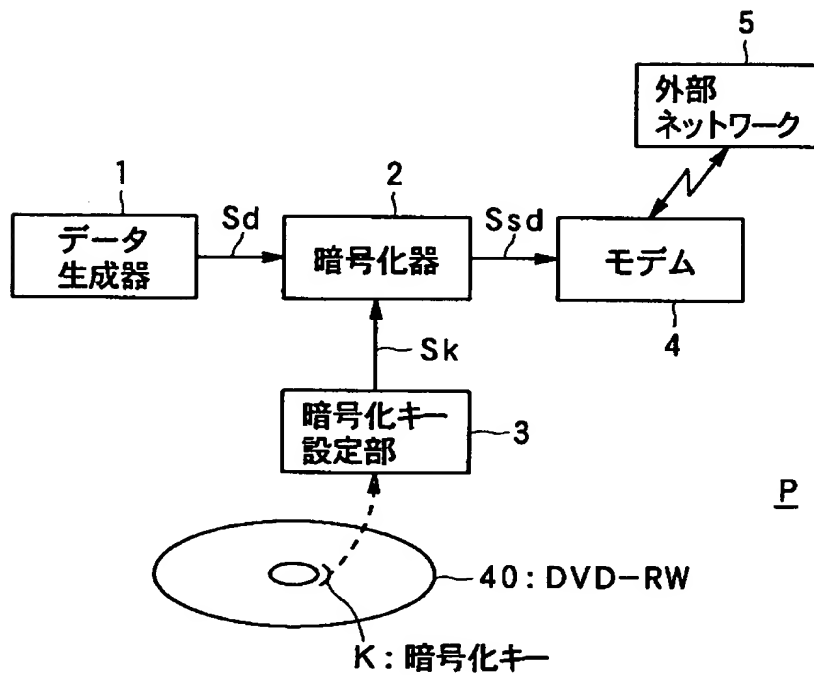 5
外部
ネットワーク
1
データ
生成器
Sd
2
暗号化器
Ssd
モデム
4
Sk
暗号化キー
設定部
3
P
40:DVD-RW
K:暗号化キー